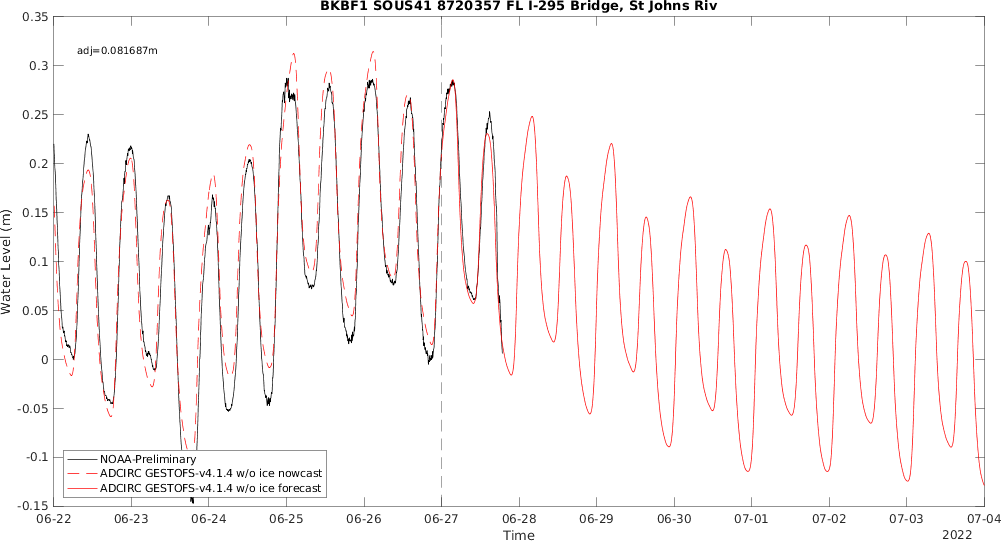 BKBF1 SOUS41 8720357 FL I-295 Bridge, St Johns Riv
adj=0.081687m
0.35
0.3
0.25
0.2
0.15
0.1
0.05
0
-0.05
-0.1
-0.15
Water Level (m)
NOAA-Preliminary
ADCIRC GESTOFS-v4.1.4 w/o ice nowcast
ADCIRC GESTOFS-v4.1.4 w/o ice forecast
06-22 06-23 06-24 06-25 06-26 06-27 06-28 06-29 06-30 07-01 07-02 07-03 07-04
Time
2022